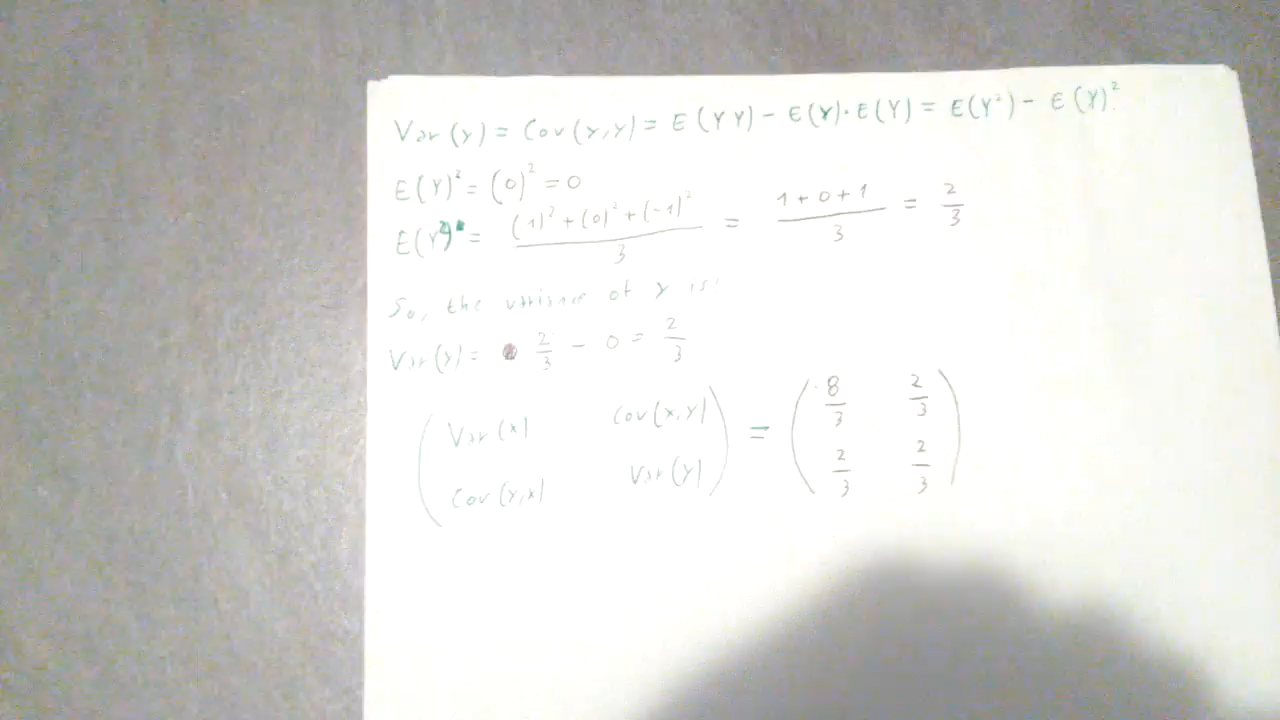 Var(y) = Cov(y,y) = E(YY) - E(Y)·E(Y) = E(Y²) - E(Y)²
E(Y)² = (0)² = 0
E(Y²) = ((1)² + (0)² + (-1)²)/3 = (1+0+1)/3 = 2/3
So, the variance of y is:
Var(y) = 2/3 - 0 = 2/3
( Var(x) Cov(x,y) ) = ( 8/3 2/3 )
( Cov(y,x) Var(y) ) ( 2/3 2/3 )